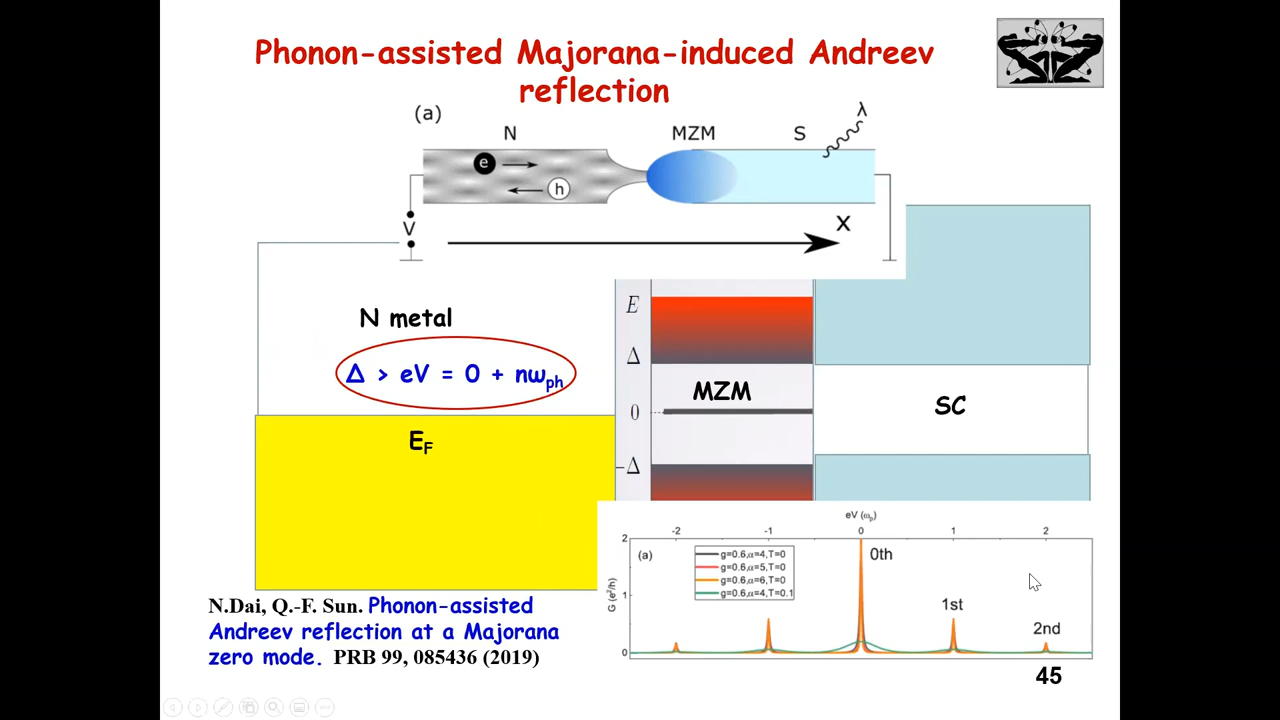 Phonon-assisted Majorana-induced Andreev
reflection
(a)
N
MZM
S
λ
e
h
V
X
N metal
Δ > eV = 0 + nω_ph
E_F
E
Δ
0
-Δ
MZM
SC
eV (ω_p)
-2 -1 0 1 2
(a)
g=0.6,α=4,T=0
g=0.6,α=5,T=0
g=0.6,α=6,T=0
g=0.6,α=4,T=0.1
0th
1st
2nd
G (e²/h)
2
1
0
N.Dai, Q.-F. Sun. Phonon-assisted
Andreev reflection at a Majorana
zero mode. PRB 99, 085436 (2019)
45